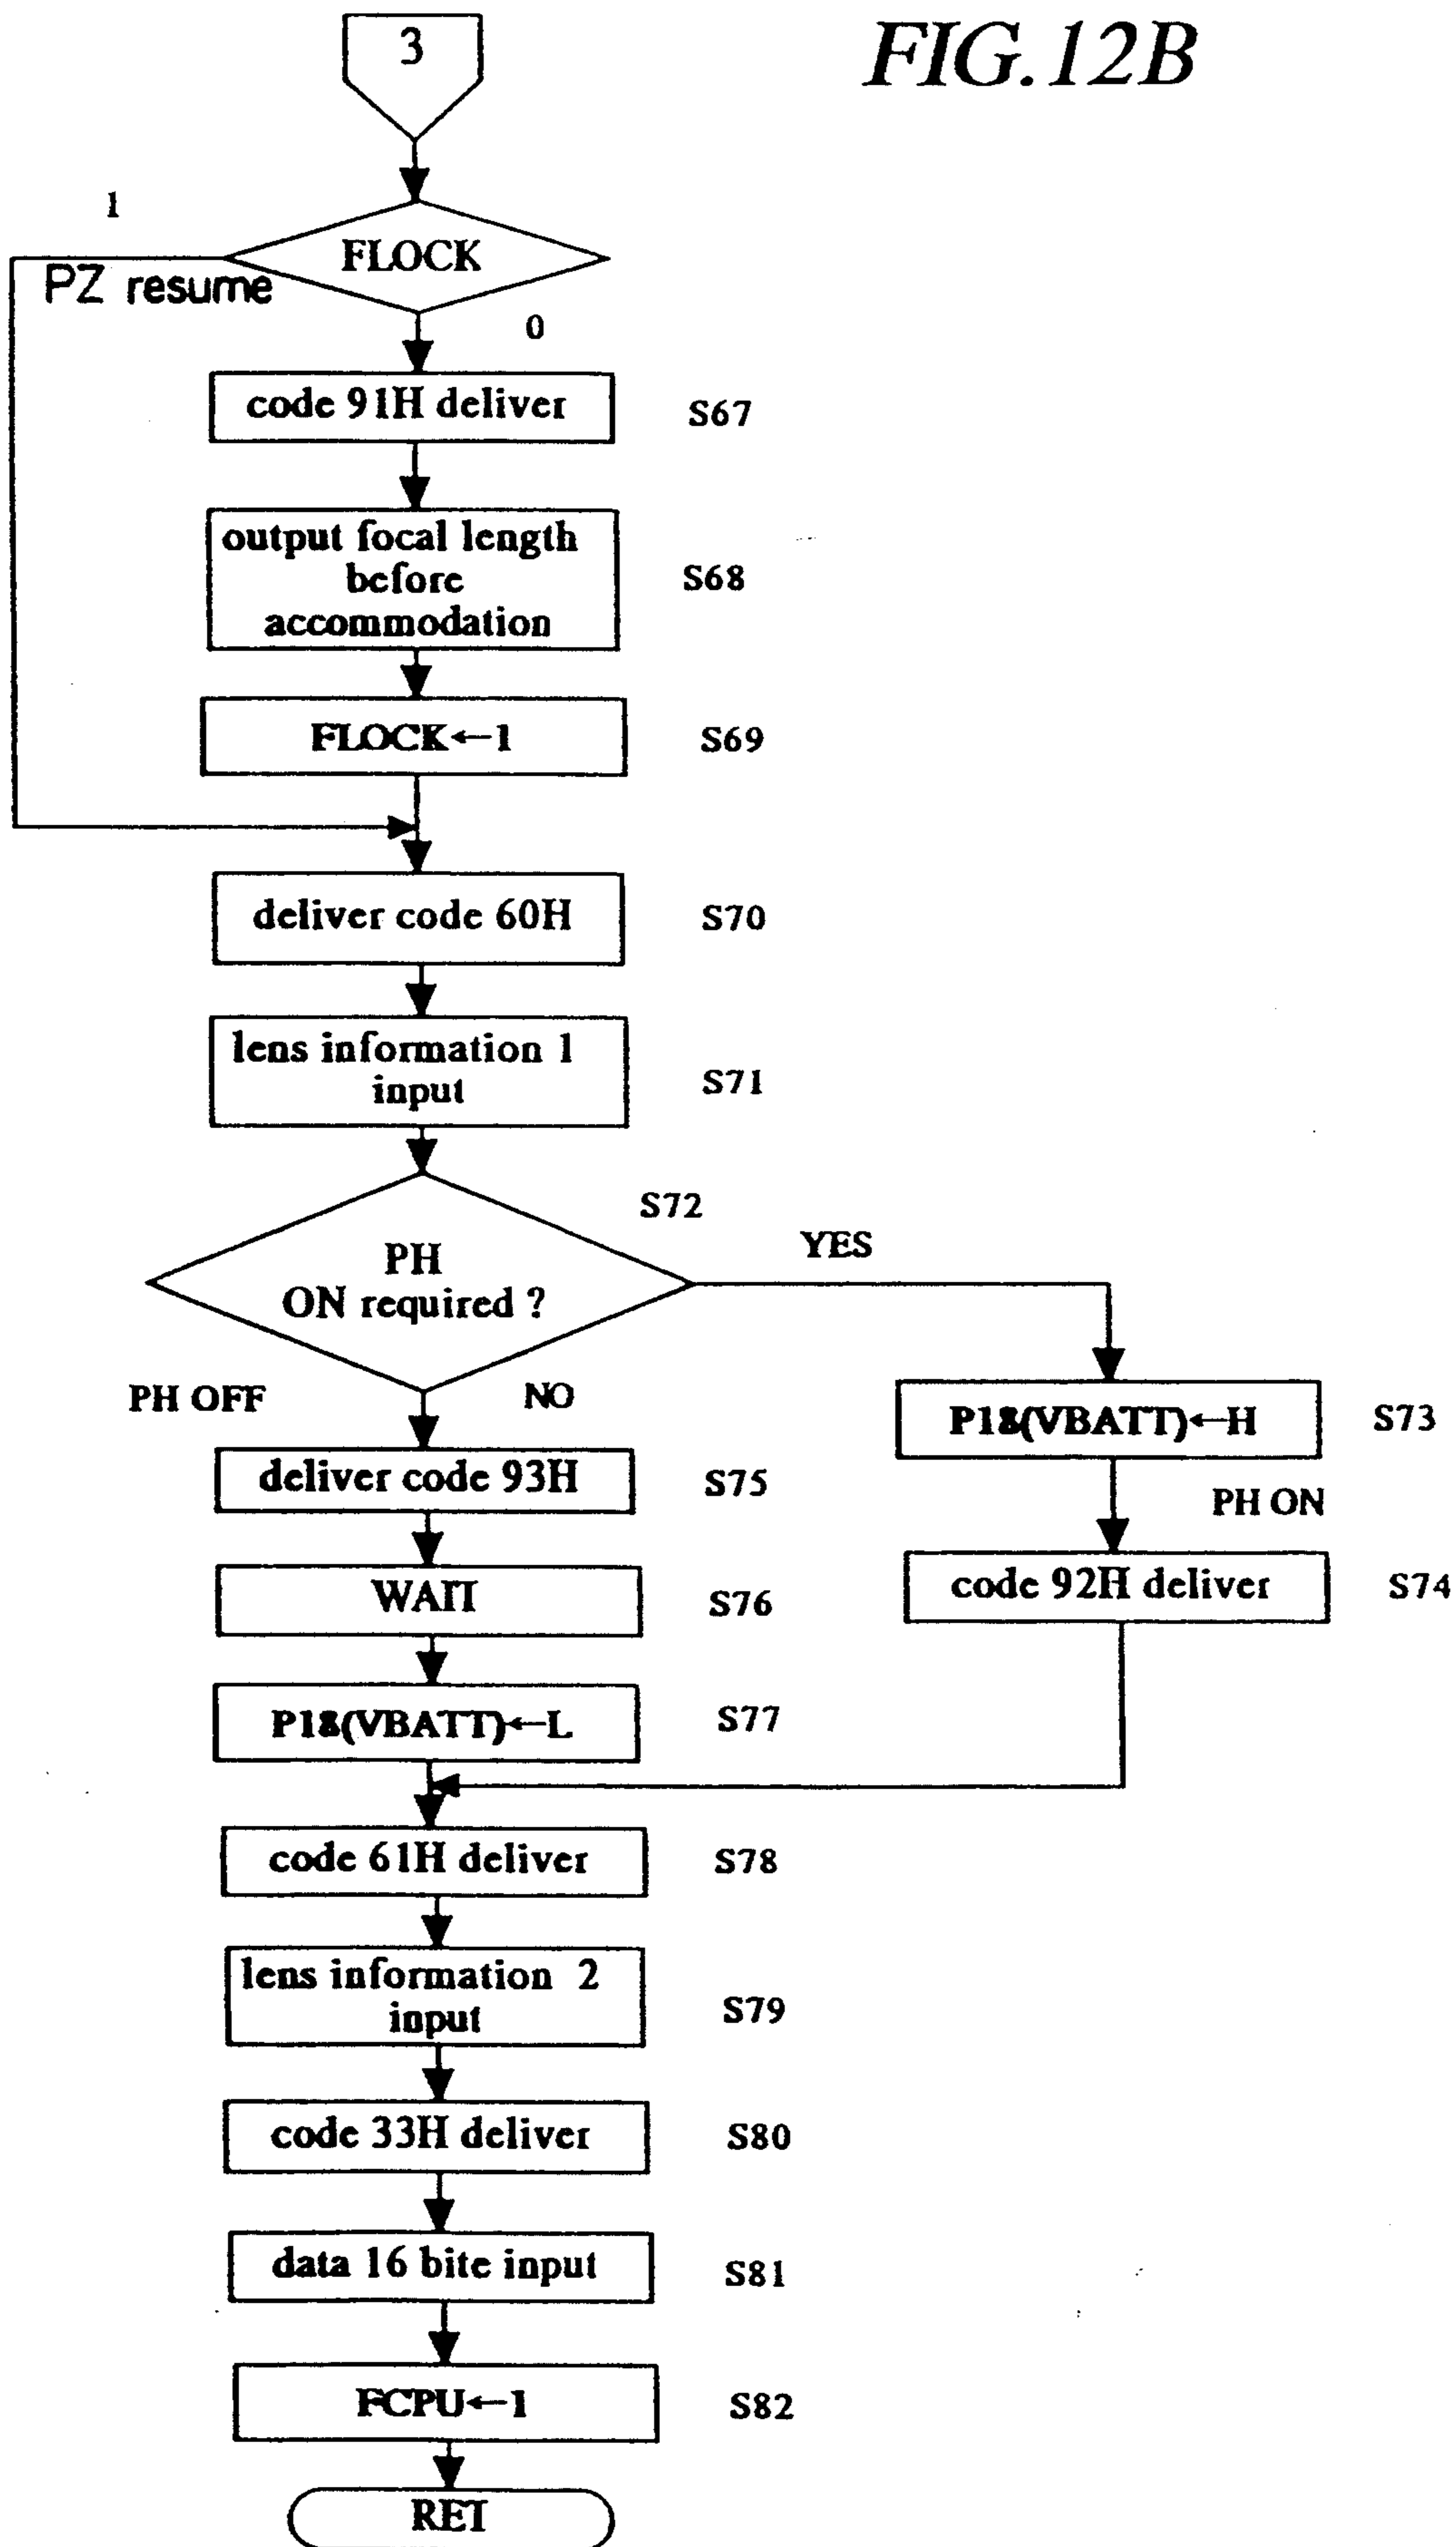 FIG.12B
3
1
FLOCK
PZ resume
0
code 91H deliver
S67
output focal length
before
accommodation
S68
FLOCK←1
S69
deliver code 60H
S70
lens information 1
input
S71
S72
PH
ON required ?
YES
PH OFF
NO
P18(VBATT)←H
S73
PH ON
deliver code 93H
S75
code 92H deliver
S74
WAIT
S76
P18(VBATT)←L
S77
code 61H deliver
S78
lens information 2
input
S79
code 33H deliver
S80
data 16 bite input
S81
FCPU←1
S82
RET